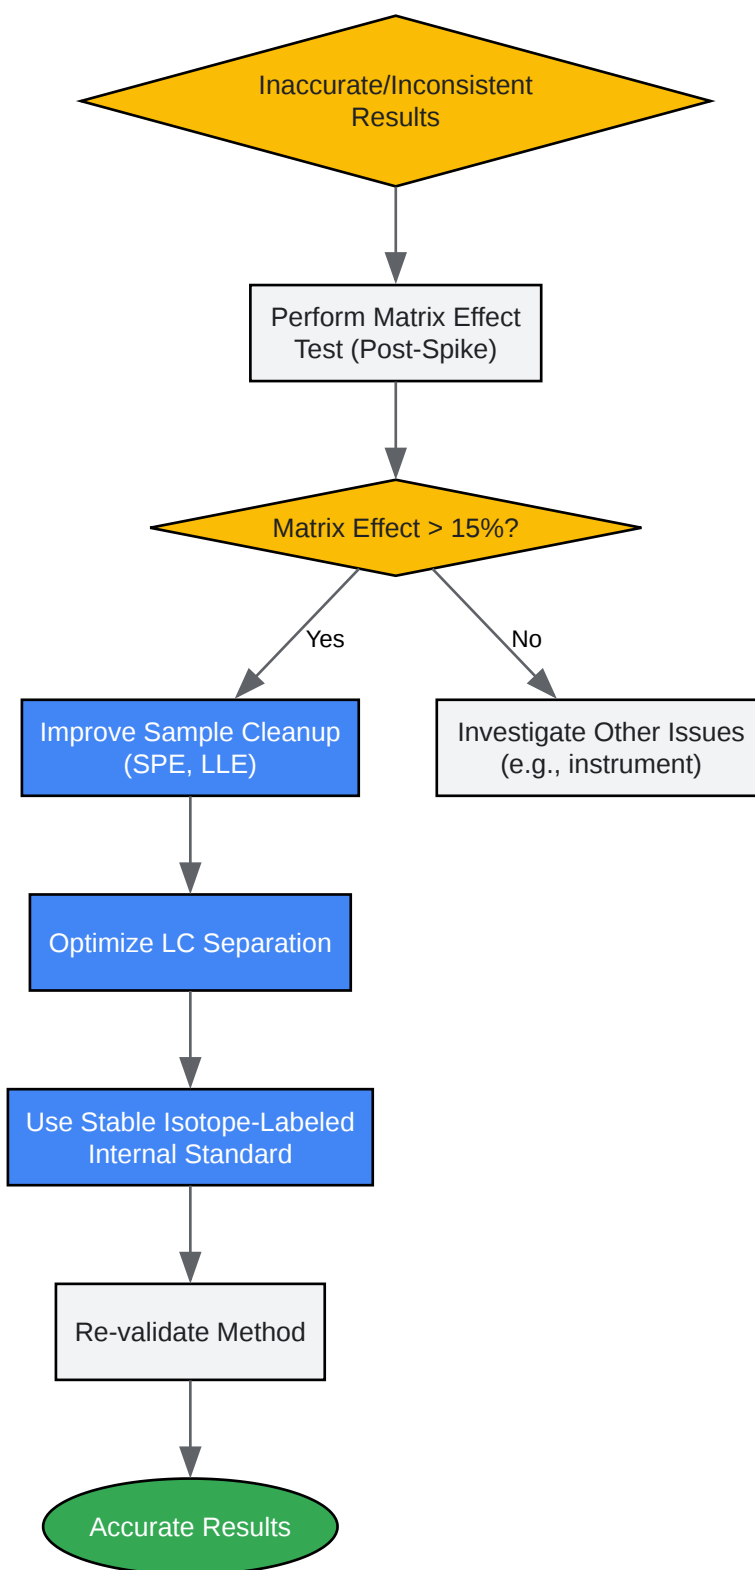 Inaccurate/Inconsistent
Results
Perform Matrix Effect
Test (Post-Spike)
Matrix Effect > 15%?
Yes
No
Improve Sample Cleanup
(SPE, LLE)
Investigate Other Issues
(e.g., instrument)
Optimize LC Separation
Use Stable Isotope-Labeled
Internal Standard
Re-validate Method
Accurate Results